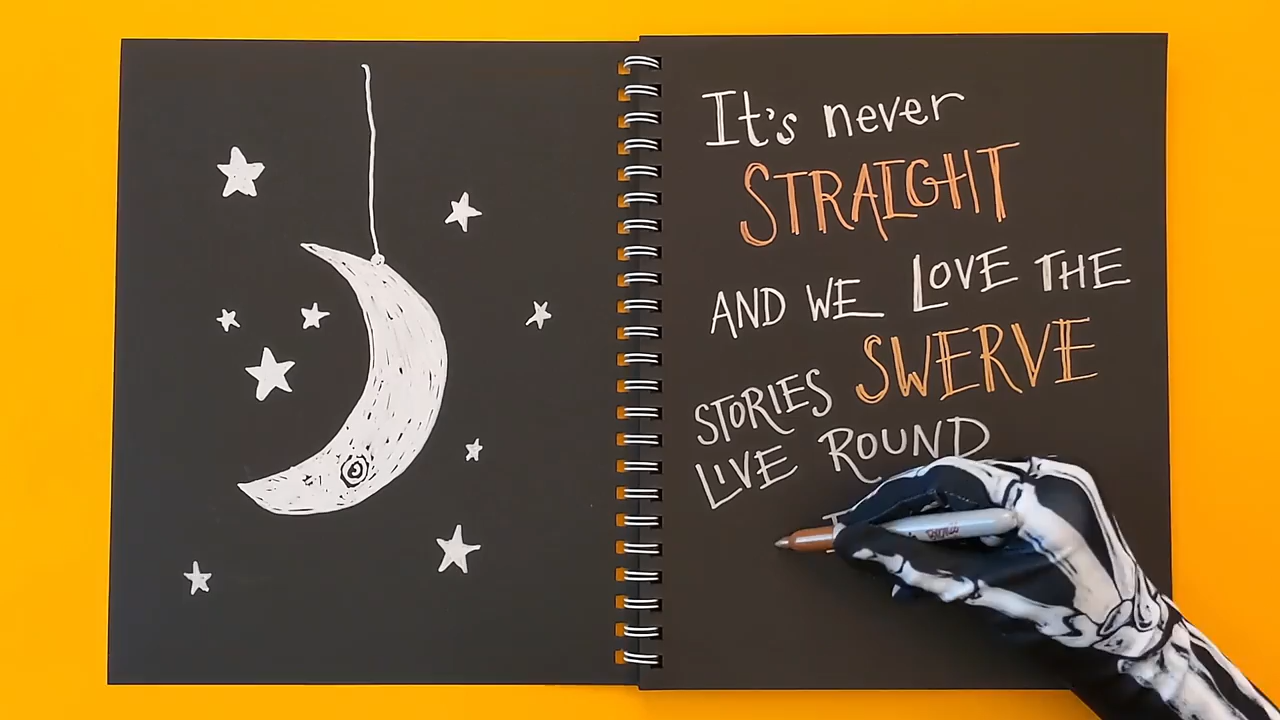 It's never
STRAIGHT
AND WE LOVE THE
SWERVE
STORIES
LIVE ROUND